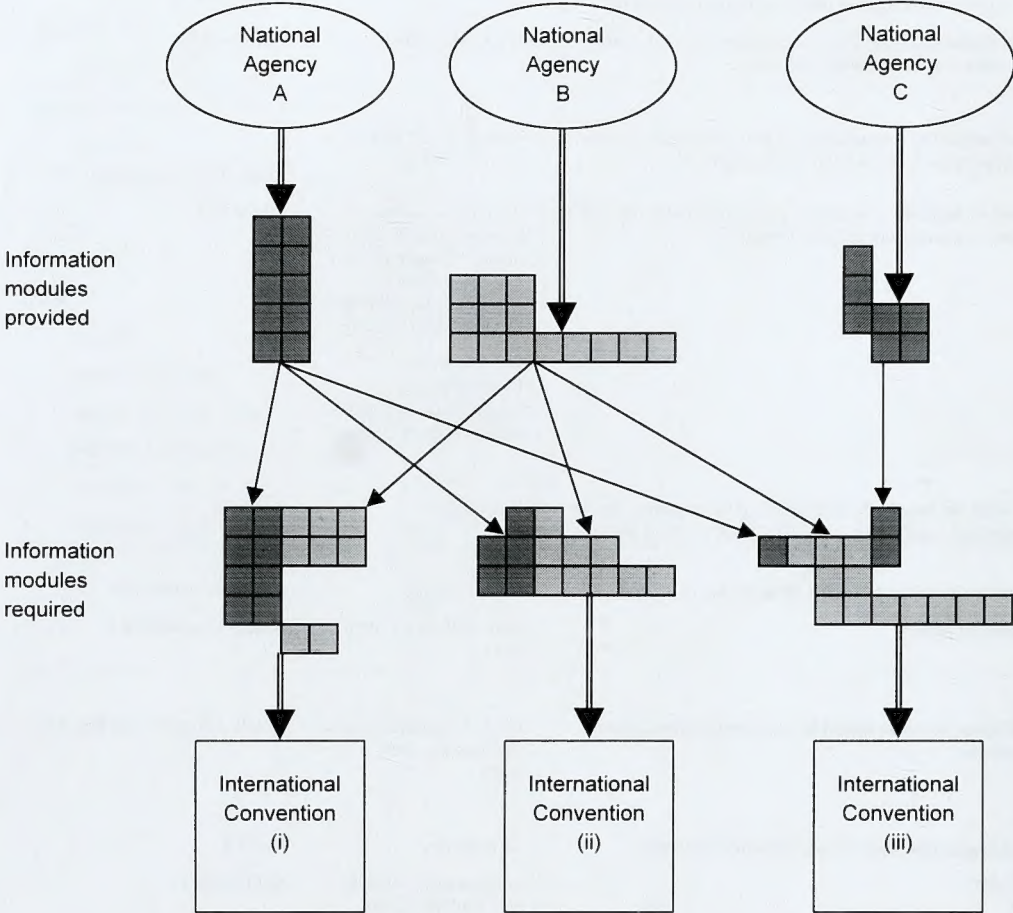 National
Agency
A
National
Agency
B
National
Agency
C
Information
modules
provided
Information
modules
required
International
Convention
(i)
International
Convention
(ii)
International
Convention
(iii)